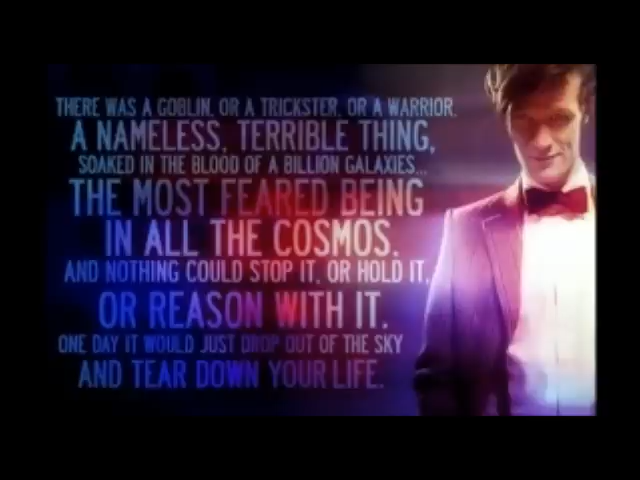 THERE WAS A GOBLIN, OR A TRICKSTER, OR A WARRIOR.
A NAMELESS, TERRIBLE THING,
SOAKED IN THE BLOOD OF A BILLION GALAXIES...
THE MOST FEARED BEING
IN ALL THE COSMOS.
AND NOTHING COULD STOP IT, OR HOLD IT,
OR REASON WITH IT.
ONE DAY IT WOULD JUST DROP OUT OF THE SKY
AND TEAR DOWN YOUR LIFE.